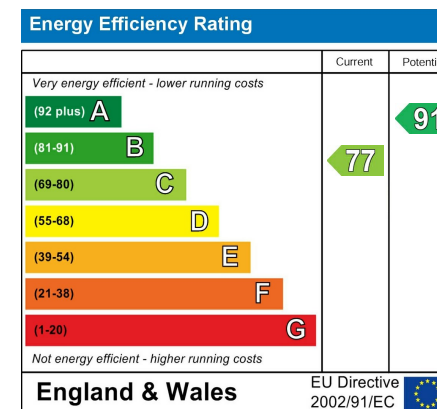 Energy Efficiency Rating
Current Potenti
Very energy efficient - lower running costs
(92 plus) A
91
(81-91) B
77
(69-80) C
(55-68) D
(39-54) E
(21-38) F
(1-20) G
Not energy efficient - higher running costs
England & Wales
EU Directive
2002/91/EC